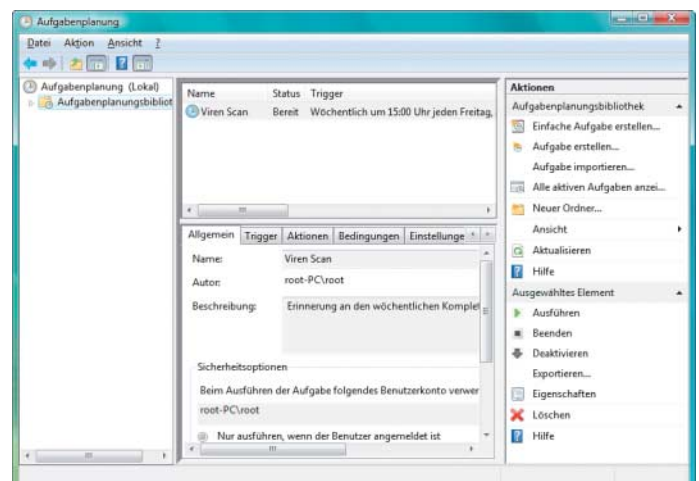 Aufgabenplanung
Datei Aktion Ansicht ?
Aufgabenplanung (Lokal)
Aufgabenplanungsbibliot
Name Status Trigger
Viren Scan Bereit Wöchentlich um 15:00 Uhr jeden Freitag,
Allgemein Trigger Aktionen Bedingungen Einstellunge
Name: Viren Scan
Autor: root-PC\root
Beschreibung: Erinnerung an den wöchentlichen Komplet
Sicherheitsoptionen
Beim Ausführen der Aufgabe folgendes Benutzerkonto verwer
root-PC\root
Nur ausführen, wenn der Benutzer angemeldet ist
Aktionen
Aufgabenplanungsbibliothek
Einfache Aufgabe erstellen...
Aufgabe erstellen...
Aufgabe importieren...
Alle aktiven Aufgaben anzei...
Neuer Ordner...
Ansicht
Aktualisieren
Hilfe
Ausgewähltes Element
Ausführen
Beenden
Deaktivieren
Exportieren...
Eigenschaften
Löschen
Hilfe